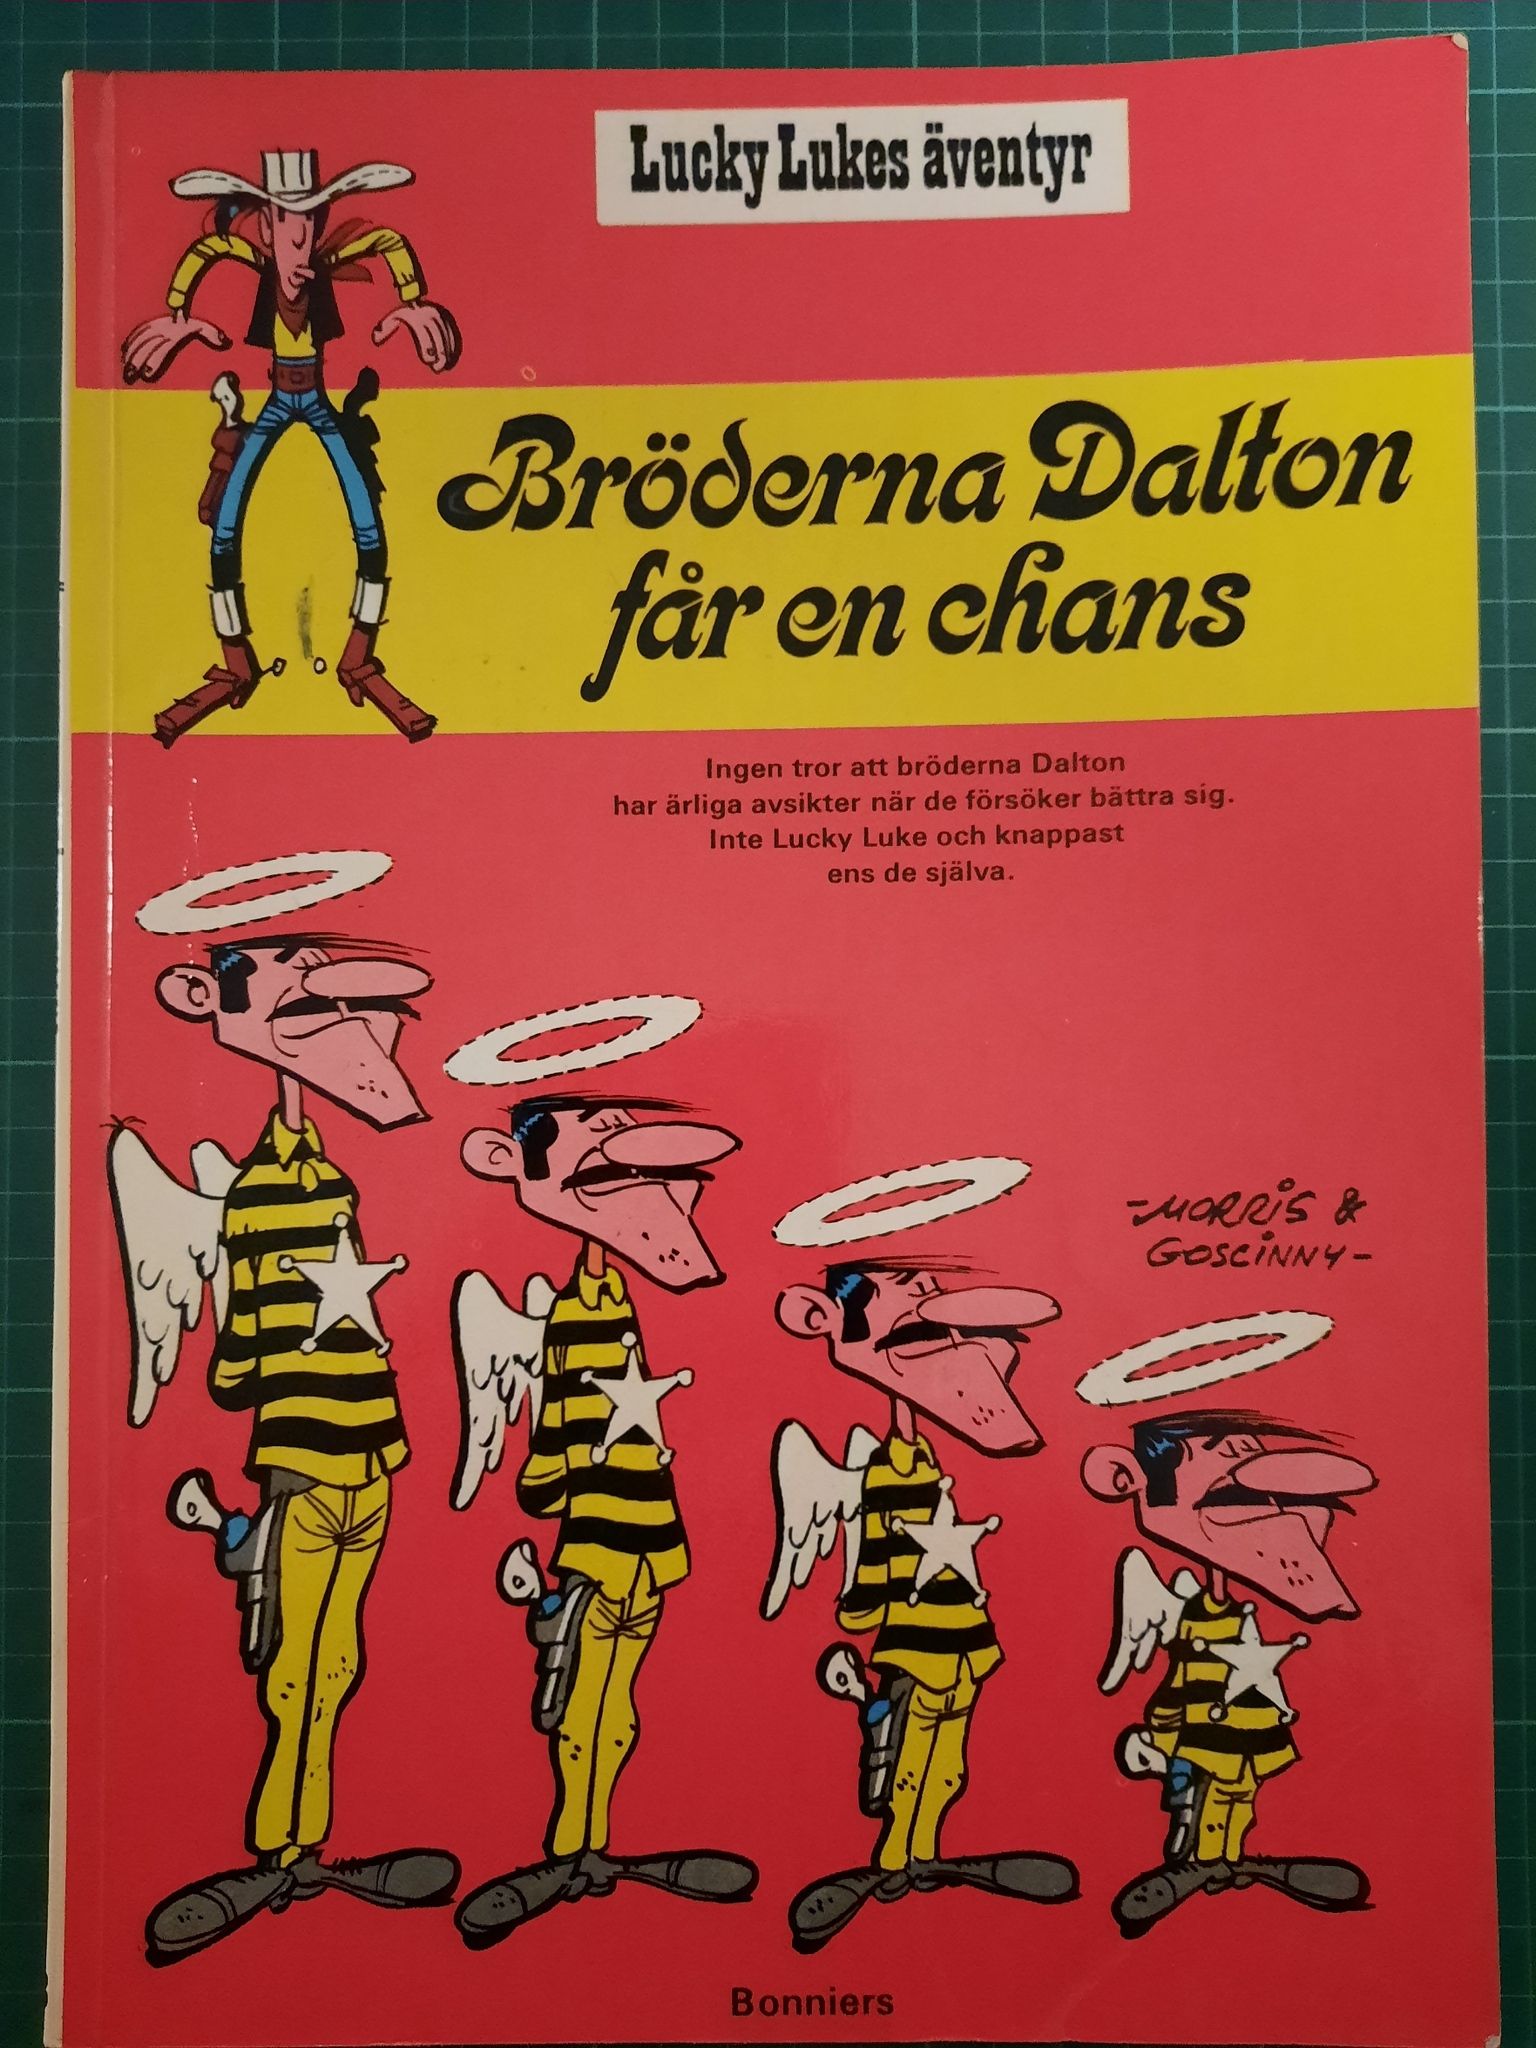 Lucky Lukes äventyr
Bröderna Dalton
får en chans
Ingen tror att bröderna Dalton
har ärliga avsikter när de försöker bättra sig.
Inte Lucky Luke och knappast
ens de själva.
-MORRIS &
GOSCINNY-
Bonniers